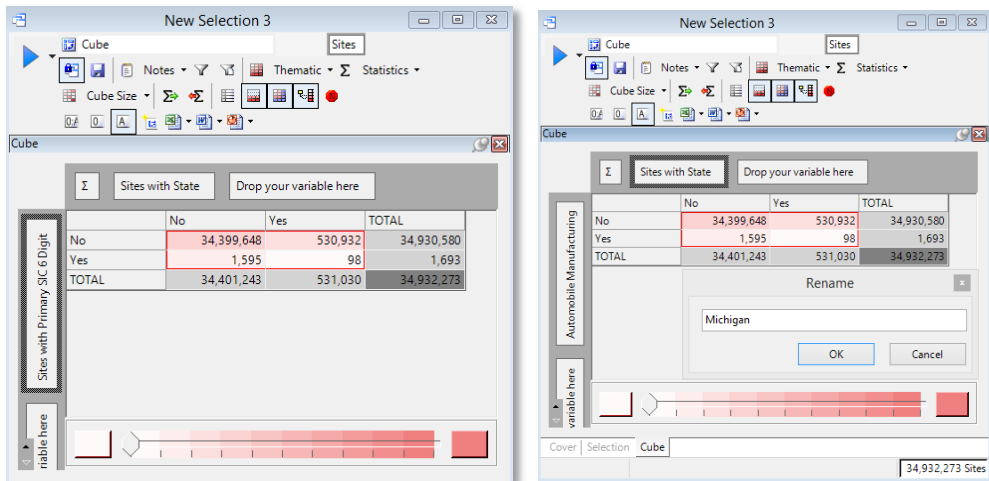 New Selection 3
Cube
Sites
Notes
Thematic
Σ Statistics
Cube Size
Σ
Σ
A
Cube
Σ
Sites with State
Drop your variable here
Sites with Primary SIC 6 Digit
riable here
No Yes TOTAL
No 34,399,648 530,932 34,930,580
Yes 1,595 98 1,693
TOTAL 34,401,243 531,030 34,932,273
New Selection 3
Cube
Sites
Notes
Thematic
Σ Statistics
Cube Size
Σ
Σ
A
Cube
Σ
Sites with State
Drop your variable here
Automobile Manufacturing
variable here
No Yes TOTAL
No 34,399,648 530,932 34,930,580
Yes 1,595 98 1,693
TOTAL 34,401,243 531,030 34,932,273
Rename
Michigan
OK Cancel
Cover Selection Cube
34,932,273 Sites